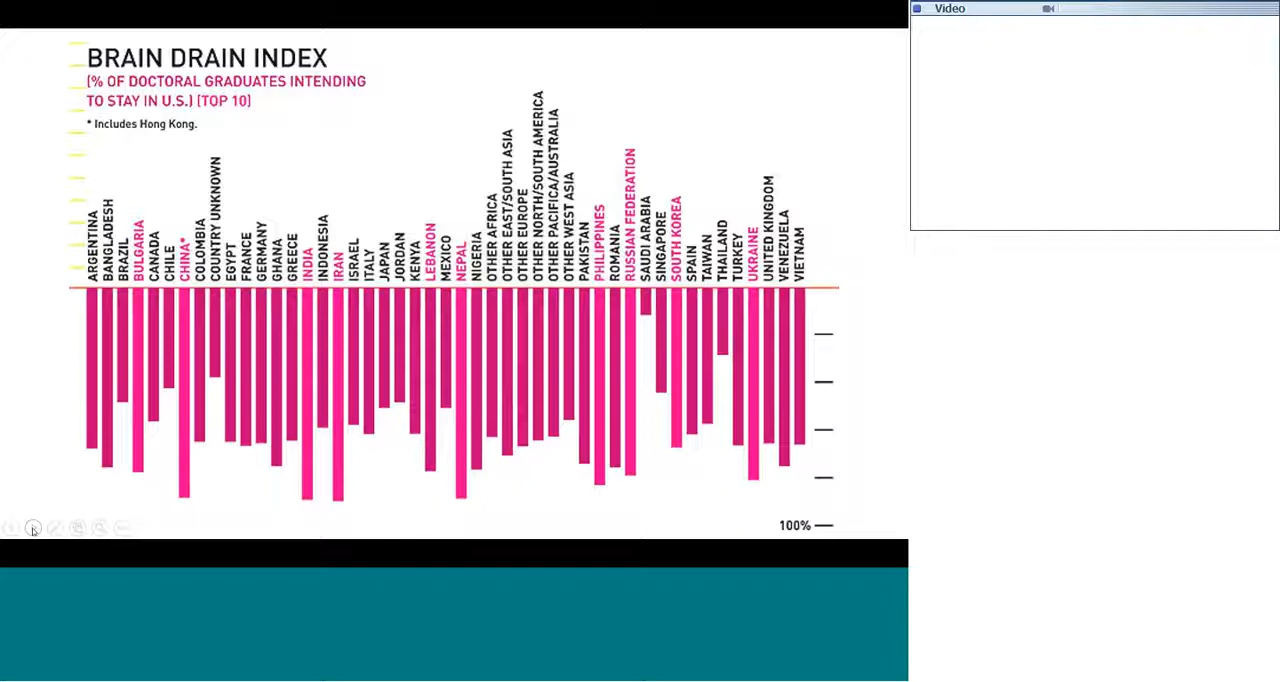 Video
BRAIN DRAIN INDEX
(% OF DOCTORAL GRADUATES INTENDING
TO STAY IN U.S.) (TOP 10)
* Includes Hong Kong.
ARGENTINA
BANGLADESH
BRAZIL
BULGARIA
CANADA
CHILE
CHINA*
COLOMBIA
COUNTRY UNKNOWN
EGYPT
FRANCE
GERMANY
GHANA
GREECE
INDIA
INDONESIA
IRAN
ISRAEL
ITALY
JAPAN
JORDAN
KENYA
LEBANON
MEXICO
NEPAL
NIGERIA
OTHER AFRICA
OTHER EAST/SOUTH ASIA
OTHER EUROPE
OTHER NORTH/SOUTH AMERICA
OTHER PACIFICA/AUSTRALIA
OTHER WEST ASIA
PAKISTAN
PHILIPPINES
ROMANIA
RUSSIAN FEDERATION
SAUDI ARABIA
SINGAPORE
SOUTH KOREA
SPAIN
TAIWAN
THAILAND
TURKEY
UKRAINE
UNITED KINGDOM
VENEZUELA
VIETNAM
100%